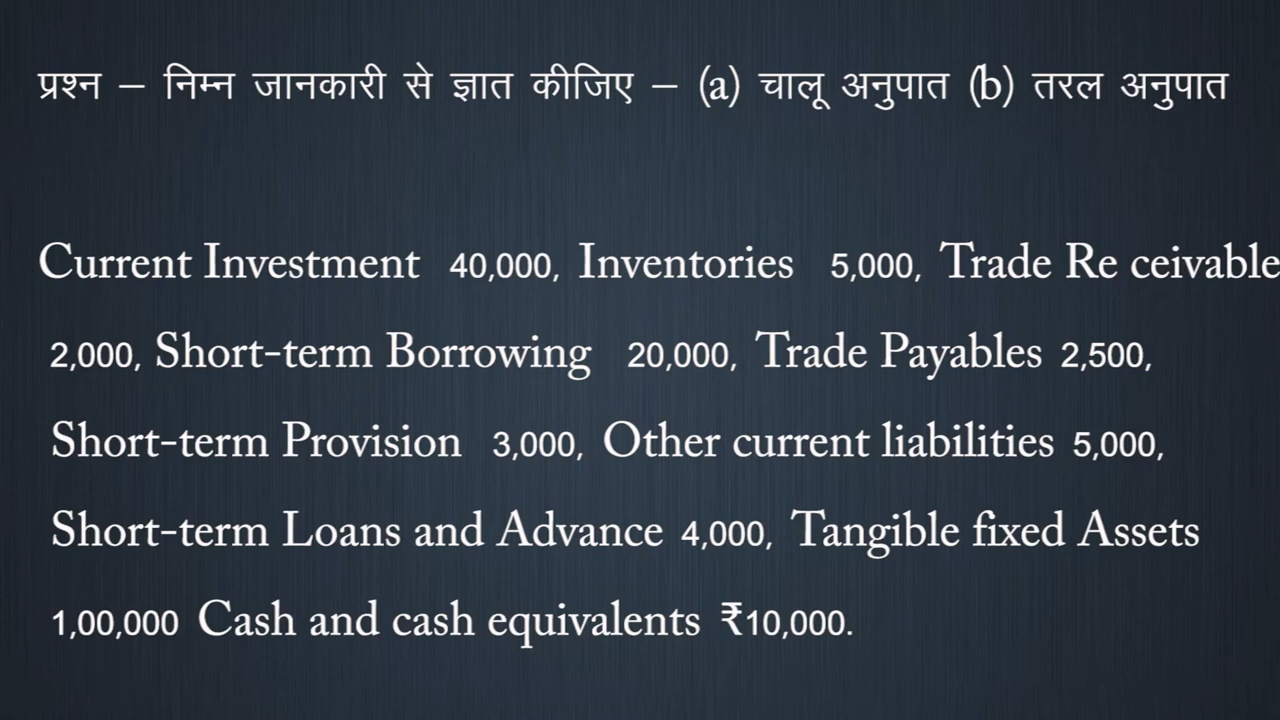 प्रश्न – निम्न जानकारी से ज्ञात कीजिए – (a) चालू अनुपात (b) तरल अनुपात
Current Investment 40,000, Inventories 5,000, Trade Re ceivable
2,000, Short-term Borrowing 20,000, Trade Payables 2,500,
Short-term Provision 3,000, Other current liabilities 5,000,
Short-term Loans and Advance 4,000, Tangible fixed Assets
1,00,000 Cash and cash equivalents ₹10,000.